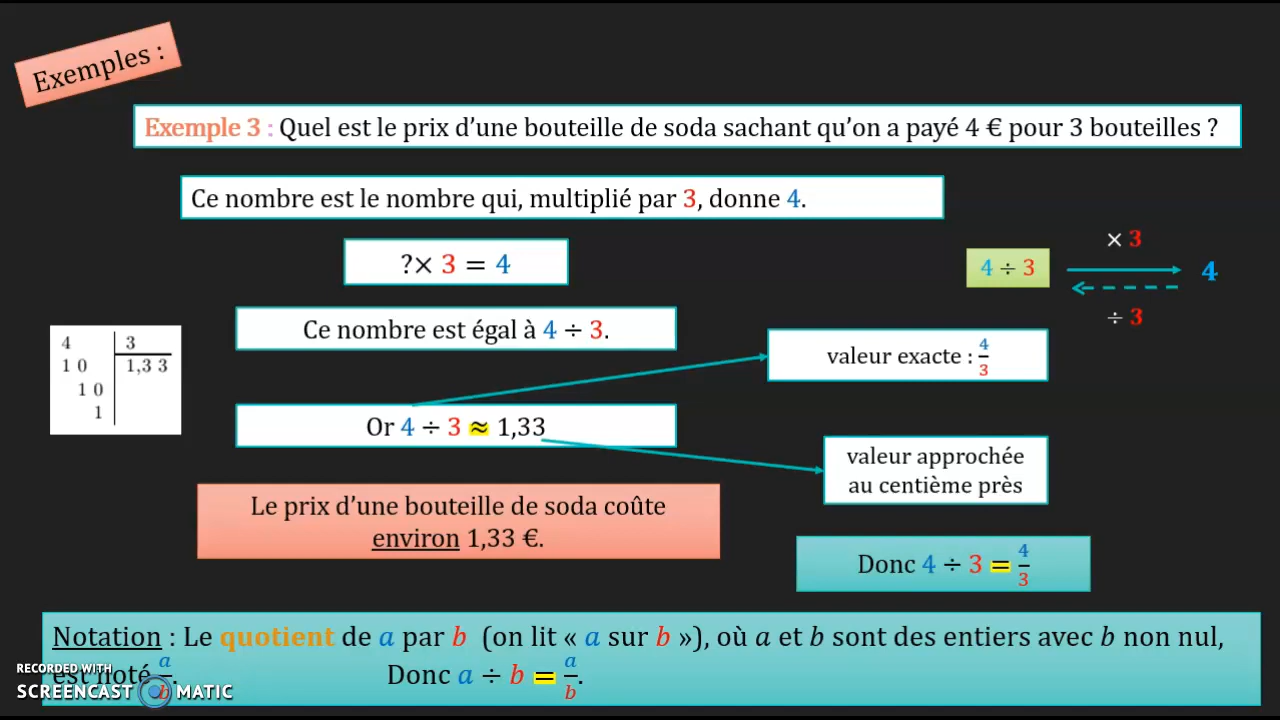 Exemples :
Exemple 3 : Quel est le prix d’une bouteille de soda sachant qu’on a payé 4 € pour 3 bouteilles ?
Ce nombre est le nombre qui, multiplié par 3, donne 4.
?× 3 = 4
× 3
4 ÷ 3
4
÷ 3
Ce nombre est égal à 4 ÷ 3.
4 3
1 0 1,3 3
1 0
1
valeur exacte : 4/3
Or 4 ÷ 3 ≈ 1,33
valeur approchée
au centième près
Le prix d’une bouteille de soda coûte
environ 1,33 €.
Donc 4 ÷ 3 = 4/3
Notation : Le quotient de a par b (on lit « a sur b »), où a et b sont des entiers avec b non nul,
est noté a/b. Donc a ÷ b = a/b.
RECORDED WITH
SCREENCAST MATIC